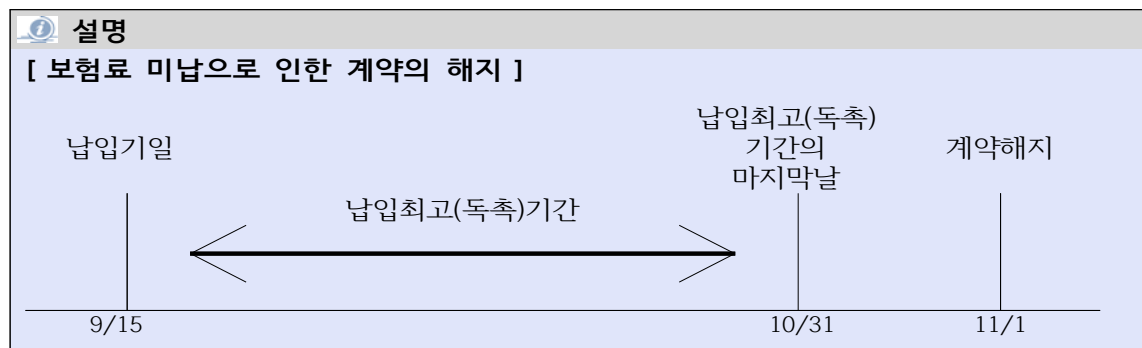 설명
[ 보험료 미납으로 인한 계약의 해지 ]
납입기일
납입최고(독촉)
기간의
마지막날
계약해지
납입최고(독촉)기간
9/15
10/31
11/1